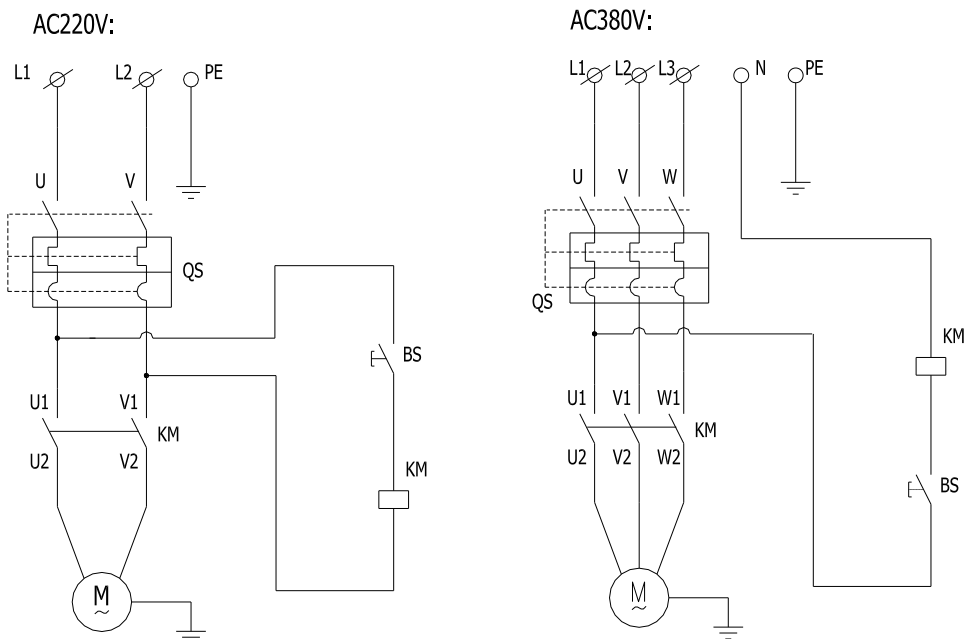 AC220V:
L1 L2 PE
U V
QS
BS
U1 V1
KM
U2 V2
KM
M
~
AC380V:
L1 L2 L3 N PE
U V W
QS
KM
U1 V1 W1
KM
U2 V2 W2
BS
M
~